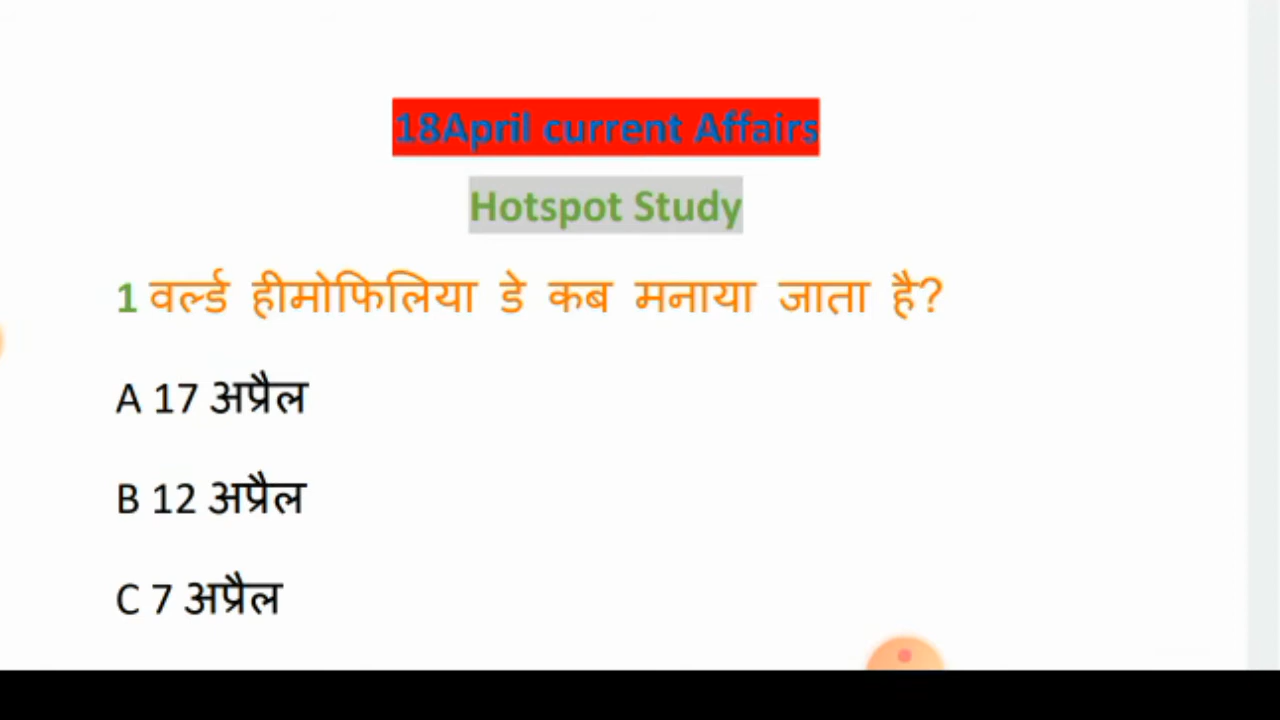 18April current Affairs
Hotspot Study
1 वर्ल्ड हीमोफिलिया डे कब मनाया जाता है?
A 17 अप्रैल
B 12 अप्रैल
C 7 अप्रैल